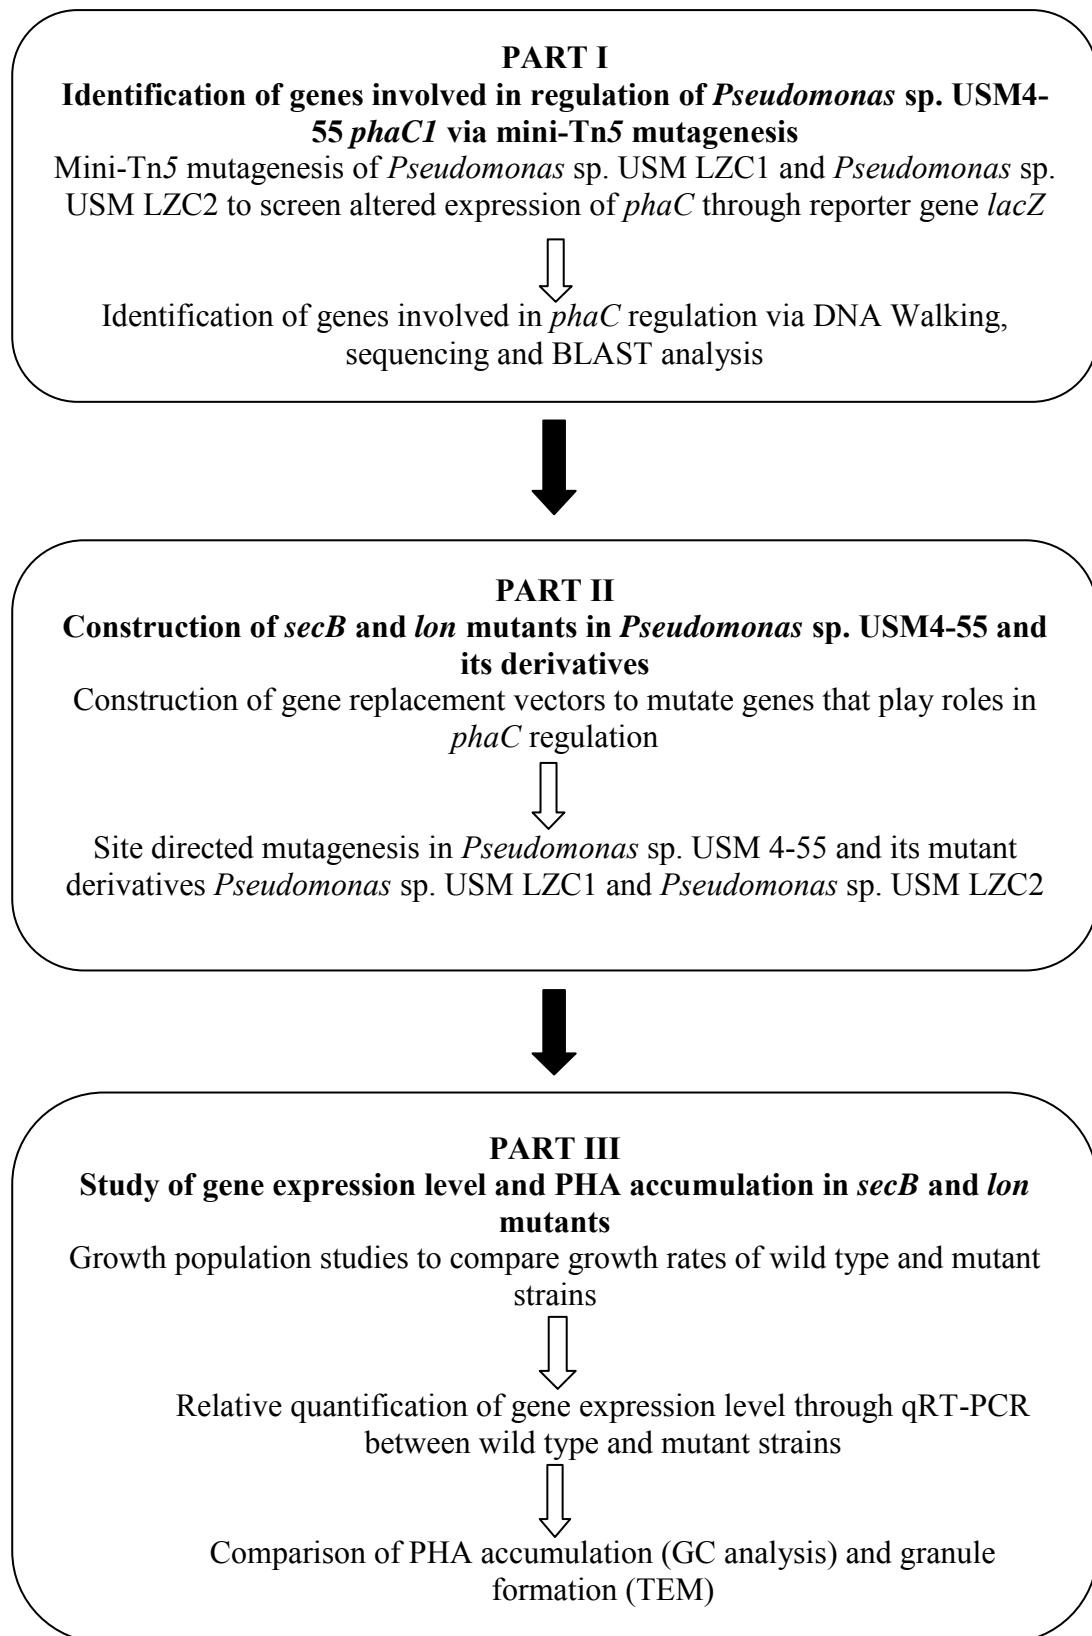 PART I
Identification of genes involved in regulation of Pseudomonas sp. USM4-
55 phaC1 via mini-Tn5 mutagenesis
Mini-Tn5 mutagenesis of Pseudomonas sp. USM LZC1 and Pseudomonas sp.
USM LZC2 to screen altered expression of phaC through reporter gene lacZ
Identification of genes involved in phaC regulation via DNA Walking,
sequencing and BLAST analysis
PART II
Construction of secB and lon mutants in Pseudomonas sp. USM4-55 and
its derivatives
Construction of gene replacement vectors to mutate genes that play roles in
phaC regulation
Site directed mutagenesis in Pseudomonas sp. USM 4-55 and its mutant
derivatives Pseudomonas sp. USM LZC1 and Pseudomonas sp. USM LZC2
PART III
Study of gene expression level and PHA accumulation in secB and lon
mutants
Growth population studies to compare growth rates of wild type and mutant
strains
Relative quantification of gene expression level through qRT-PCR
between wild type and mutant strains
Comparison of PHA accumulation (GC analysis) and granule
formation (TEM)